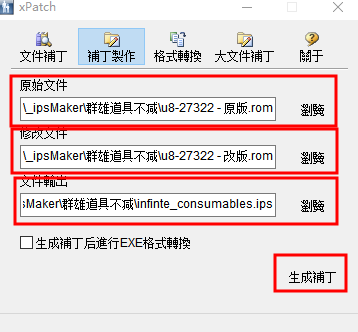 xPatch
文件補丁 補丁製作 格式轉換 大文件補丁 關于
原始文件
\_ipsMaker\群雄道具不减\u8-27322 - 原版.rom 瀏覽
修改文件
\_ipsMaker\群雄道具不减\u8-27322 - 改版.rom 瀏覽
文件輸出
sMaker\群雄道具不减\infinte_consumables.ips 瀏覽
生成補丁后進行EXE格式轉換
生成補丁